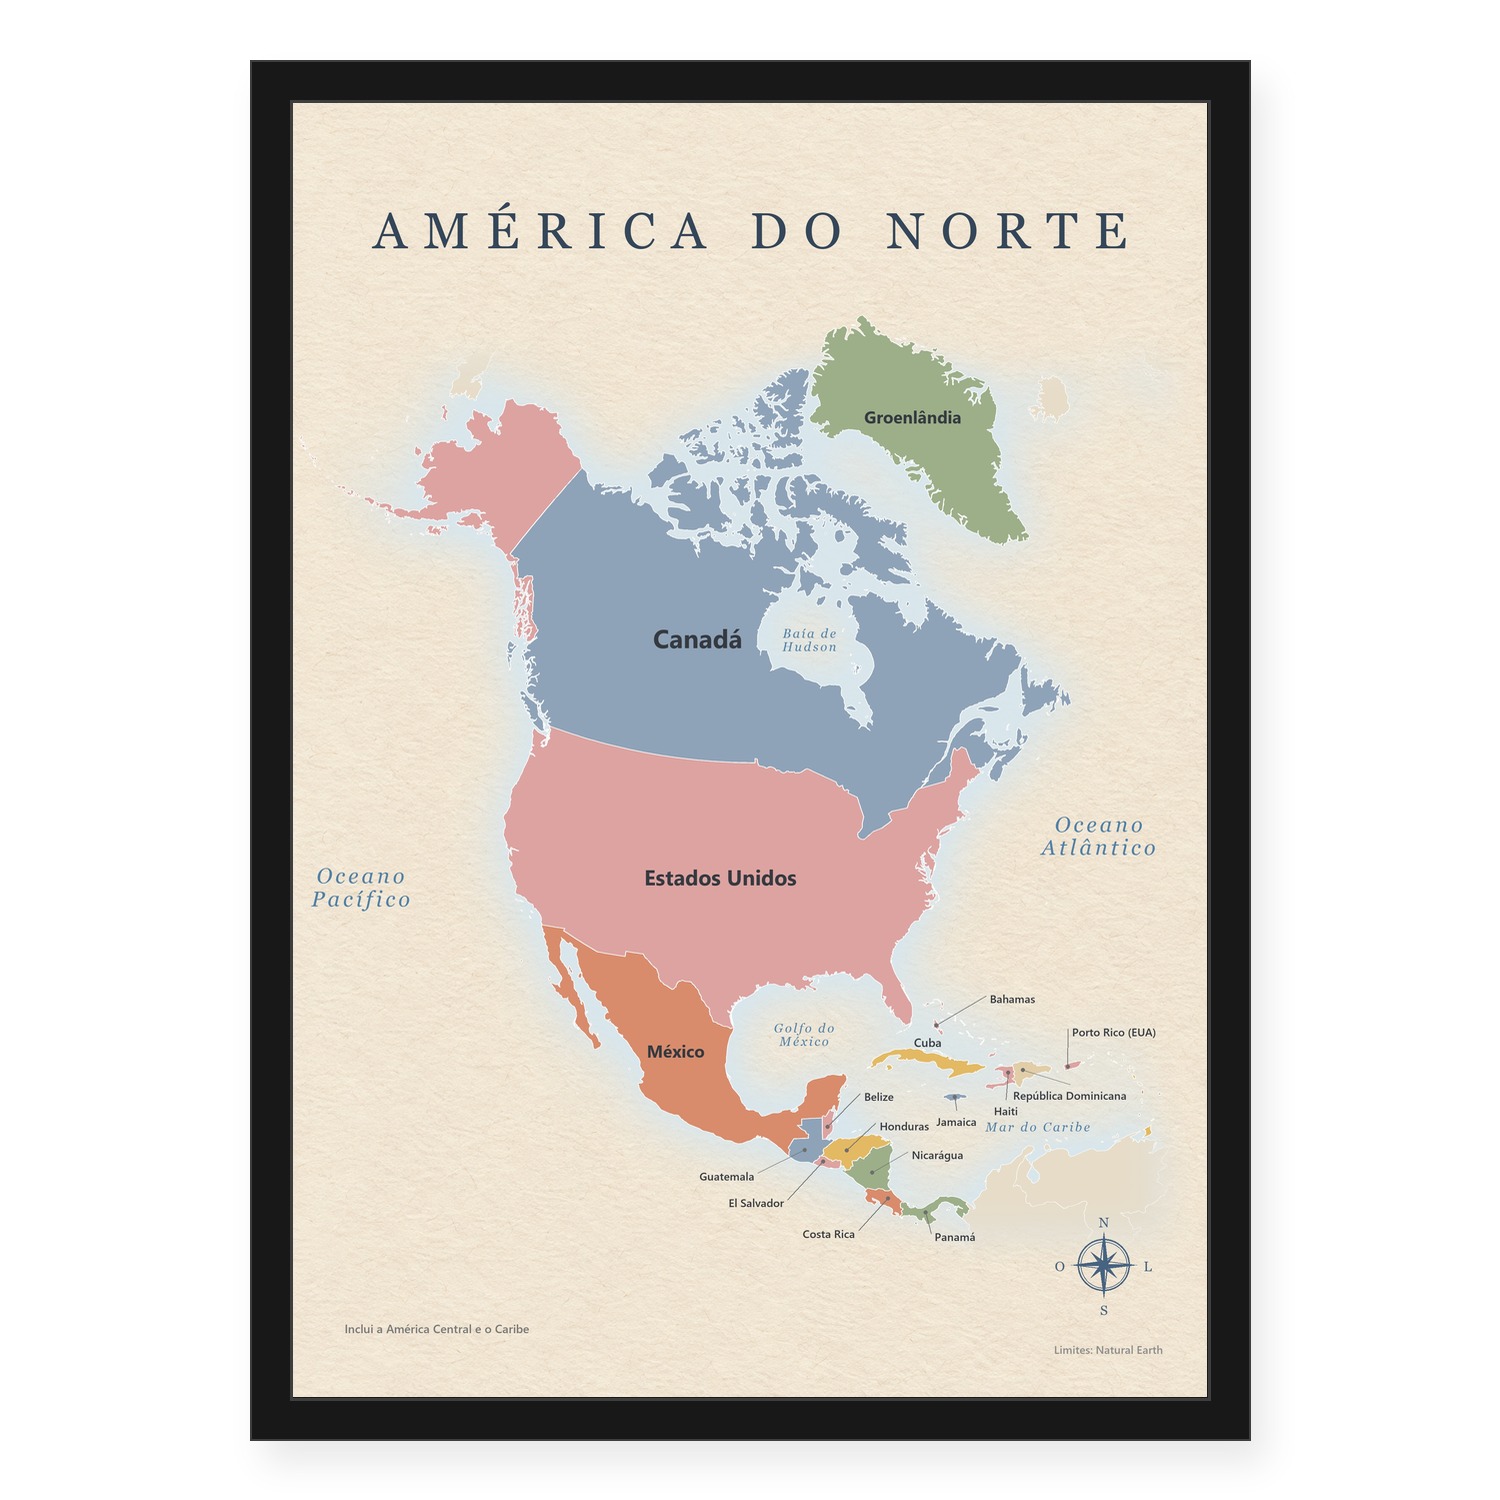 AMÉRICA DO NORTE
Groenlândia
Canadá
Baía de
Hudson
Oceano
Atlântico
Oceano
Pacífico
Estados Unidos
Bahamas
Golfo do
México
Porto Rico (EUA)
Cuba
México
Belize
República Dominicana
Haiti
Jamaica
Mar do Caribe
Honduras
Nicarágua
Guatemala
El Salvador
Costa Rica
Panamá
N
O
L
S
Inclui a América Central e o Caribe
Limites: Natural Earth